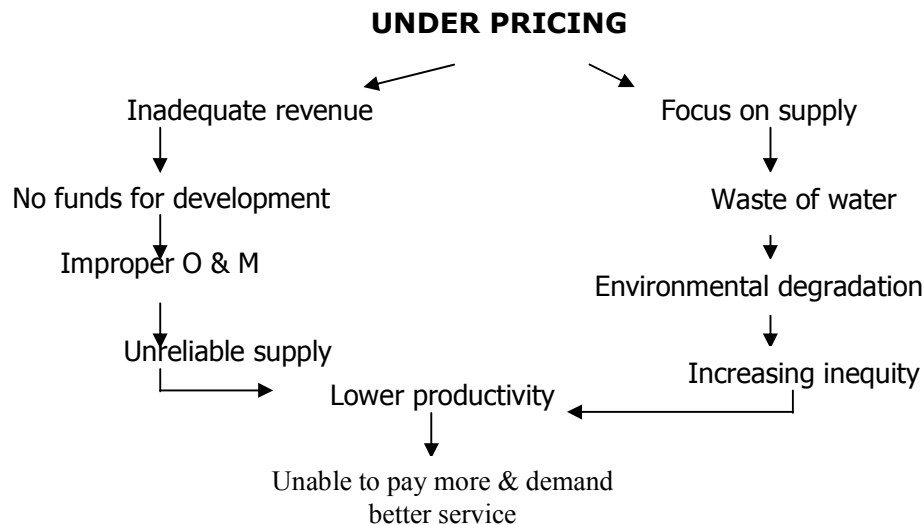 UNDER PRICING
Inadequate revenue
Focus on supply
No funds for development
Waste of water
Improper O & M
Environmental degradation
Unreliable supply
Increasing inequity
Lower productivity
Unable to pay more & demand
better service